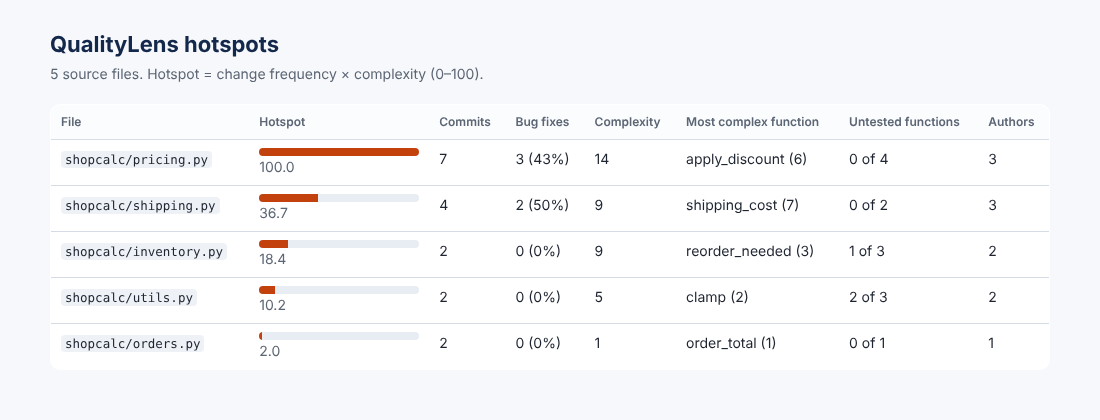 QualityLens hotspots
5 source files. Hotspot = change frequency × complexity (0–100).
File Hotspot Commits Bug fixes Complexity Most complex function Untested functions Authors
shopcalc/pricing.py 100.0 7 3 (43%) 14 apply_discount (6) 0 of 4 3
shopcalc/shipping.py 36.7 4 2 (50%) 9 shipping_cost (7) 0 of 2 3
shopcalc/inventory.py 18.4 2 0 (0%) 9 reorder_needed (3) 1 of 3 2
shopcalc/utils.py 10.2 2 0 (0%) 5 clamp (2) 2 of 3 2
shopcalc/orders.py 2.0 2 0 (0%) 1 order_total (1) 0 of 1 1